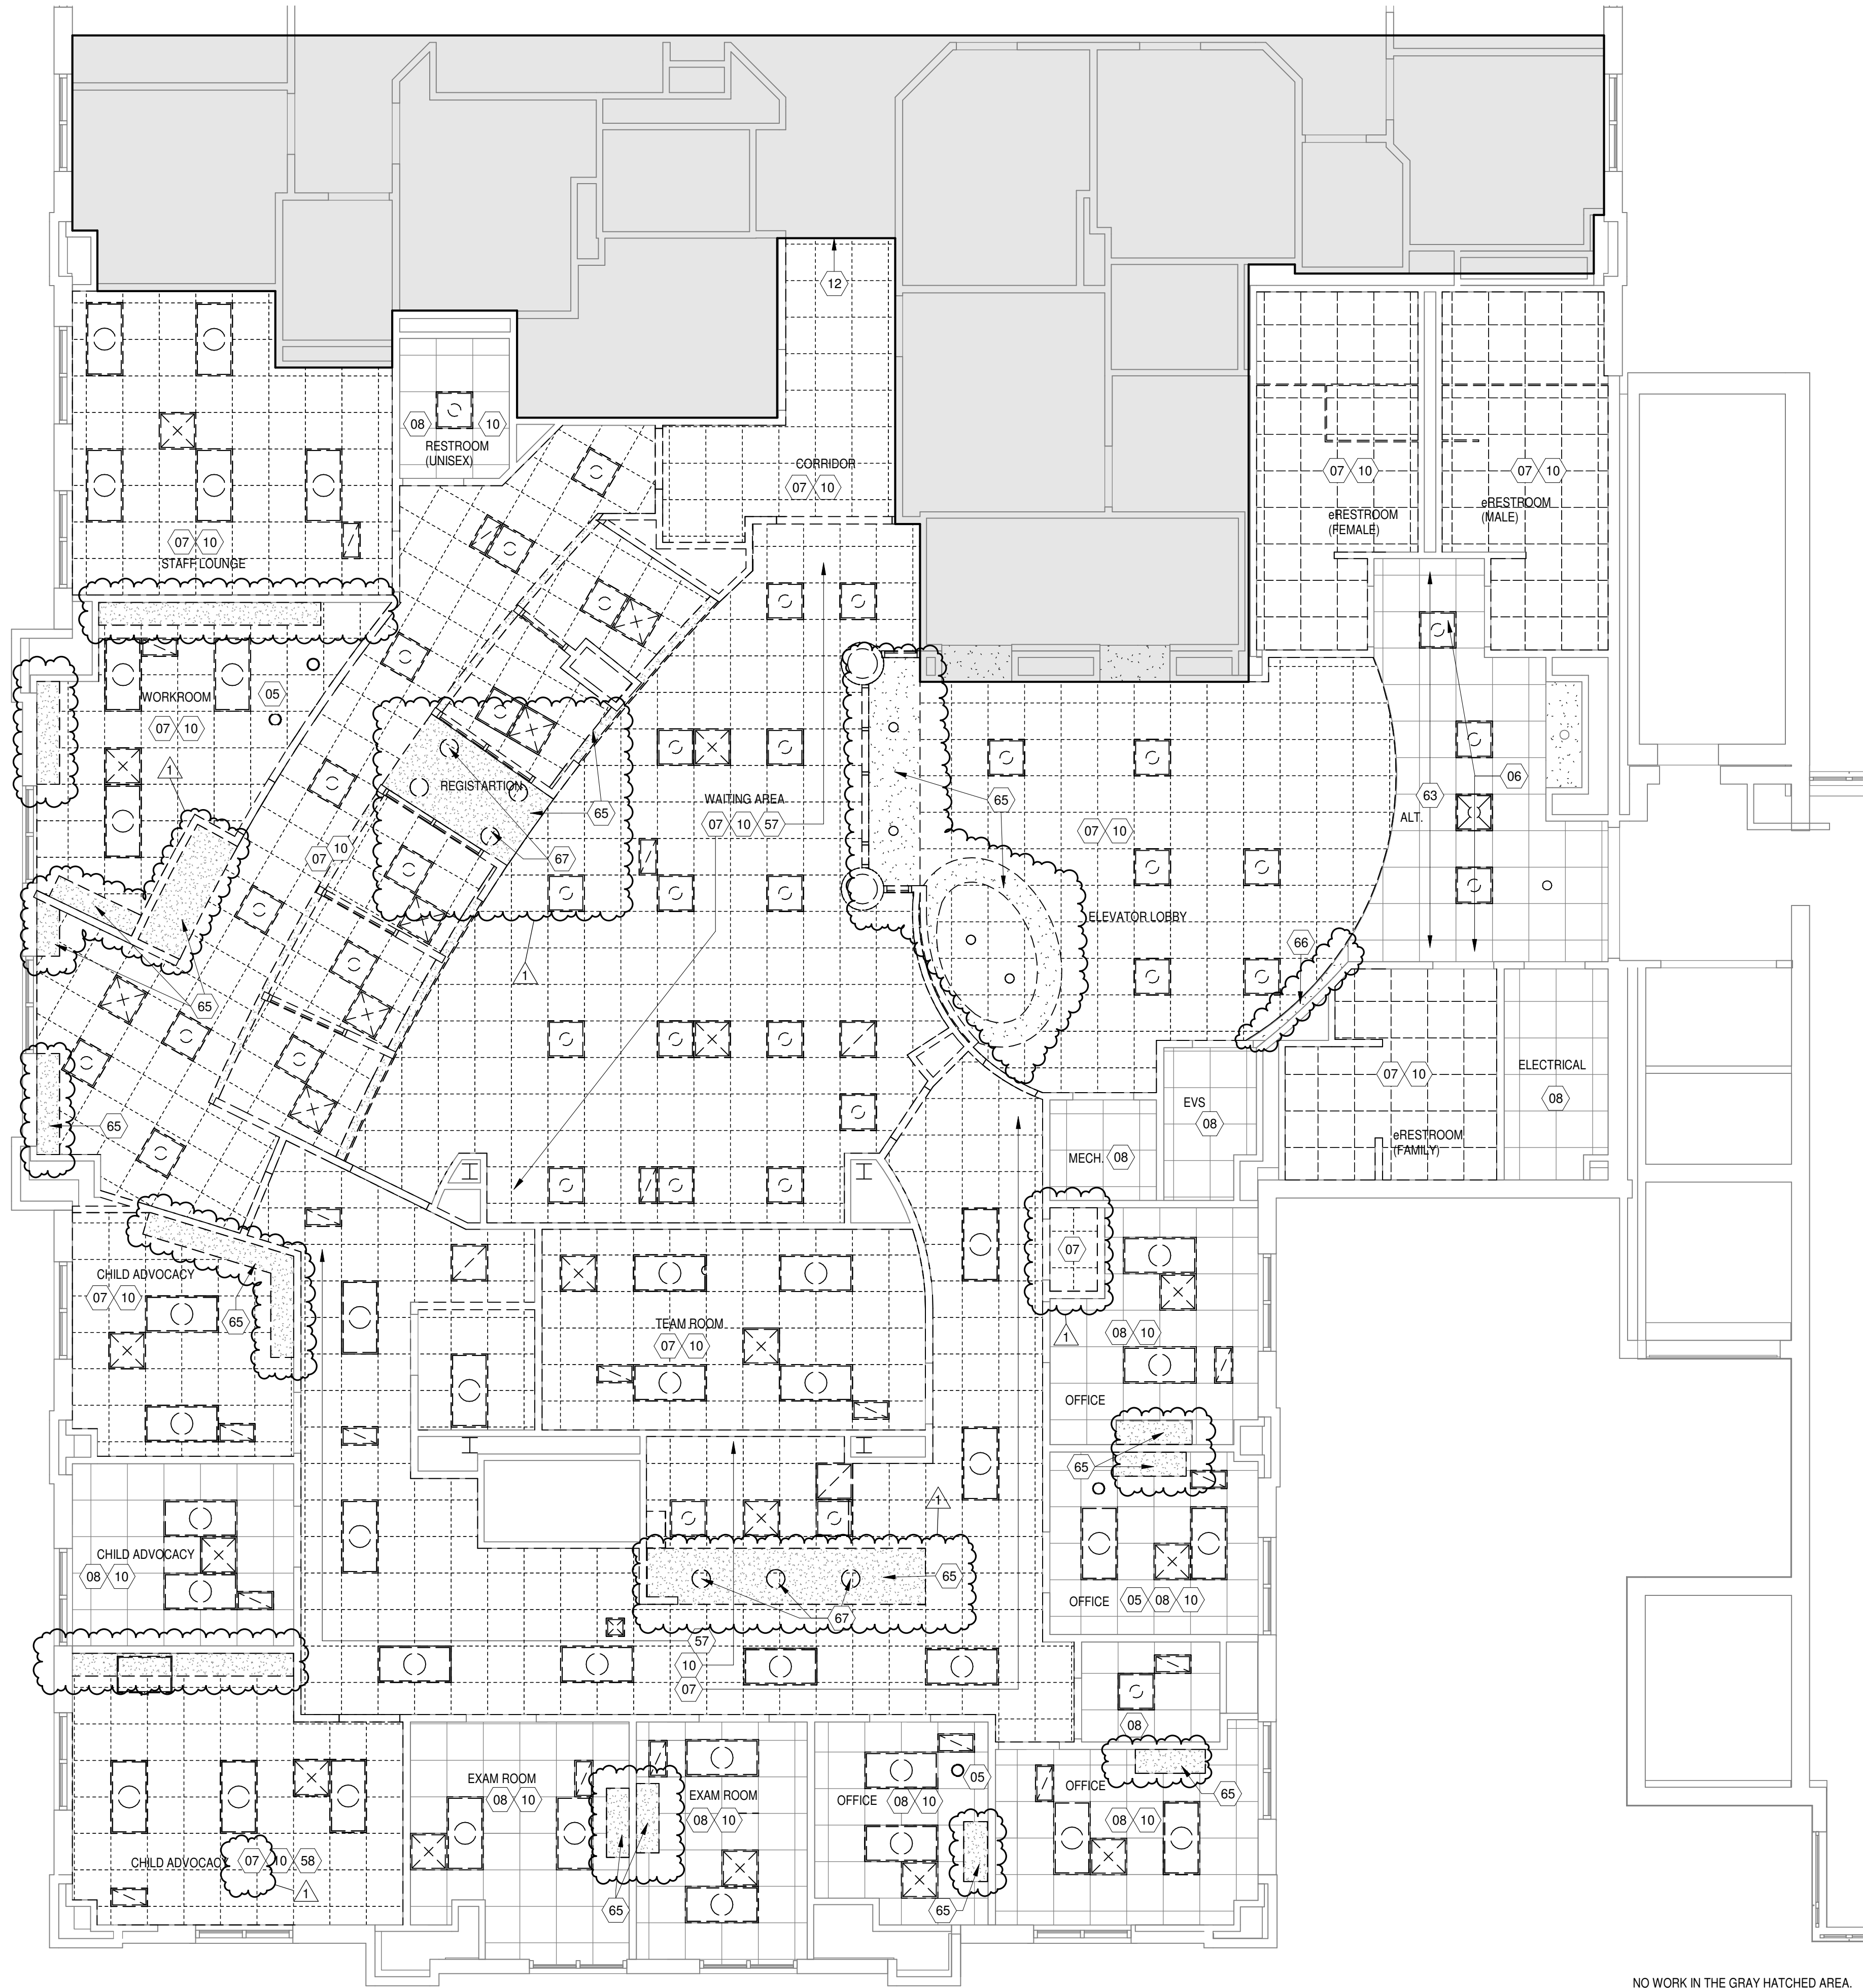 12
08
10
RESTROOM
(UNISEX)
CORRIDOR
07 10
07 10
eRESTROOM
(FEMALE)
07 10
eRESTROOM
(MALE)
07 10
STAFF LOUNGE
WORKROOM
05
07 10
1
REGISTARTION
65
67
WAITING AREA
07 10 57
65
07 10
63
ALT.
06
07
10
ELEVATOR LOBBY
66
65
1
65
07 10
eRESTROOM
(FAMILY)
ELECTRICAL
08
EVS
08
MECH. 08
07
1
CHILD ADVOCACY
07 10
65
TEAM ROOM
07 10
08 10
OFFICE
65
1
CHILD ADVOCACY
08 10
65
67
OFFICE 05 08 10
57
10
07
08
EXAM ROOM
08 10
EXAM ROOM
08 10
OFFICE 08 10
05
OFFICE
08 10
65
CHILD ADVOCACY 07 10 58
1
65
65
NO WORK IN THE GRAY HATCHED AREA.